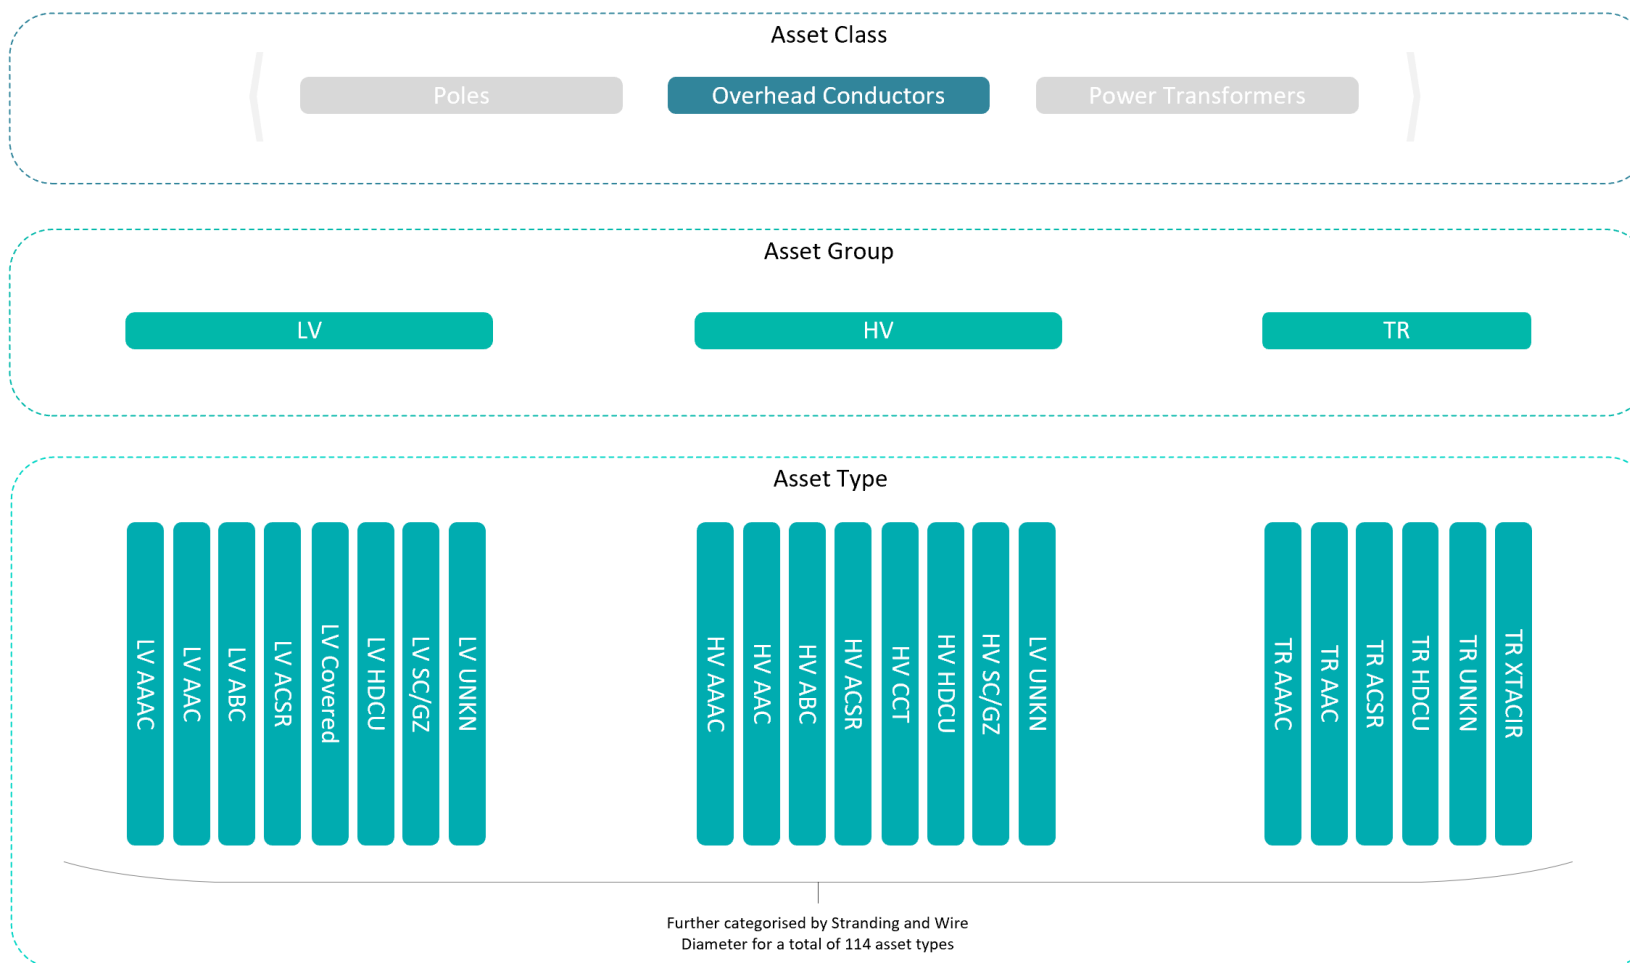 Asset Class
Poles
Overhead Conductors
Power Transformers
Asset Group
LV
HV
TR
Asset Type
LV AAAC
LV AAC
LV ABC
LV ACSR
LV Covered
LV HDCU
LV SC/GZ
LV UNKN
HV AAAC
HV AAC
HV ABC
HV ACSR
HV CCT
HV HDCU
HV SC/GZ
LV UNKN
TR AAAC
TR AAC
TR ACSR
TR HDCU
TR UNKN
TR XTACIR
Further categorised by Stranding and Wire
Diameter for a total of 114 asset types